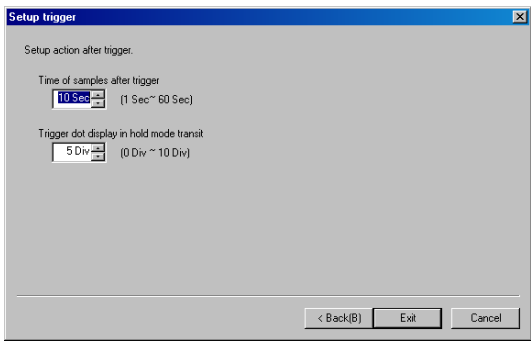 Setup trigger
Setup action after trigger.
Time of samples after trigger
10 Sec (1 Sec~ 60 Sec)
Trigger dot display in hold mode transit
5 Div (0 Div ~ 10 Div)
< Back(B) Exit Cancel